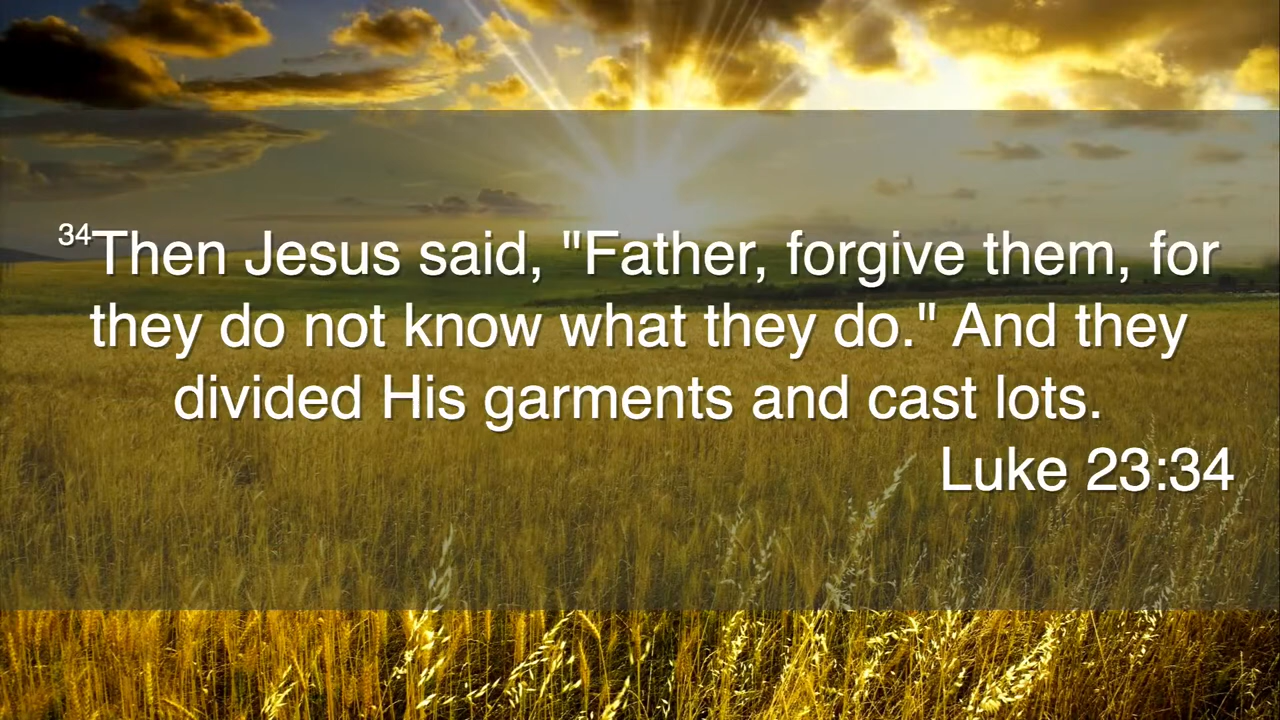 34Then Jesus said, "Father, forgive them, for
they do not know what they do." And they
divided His garments and cast lots.
Luke 23:34